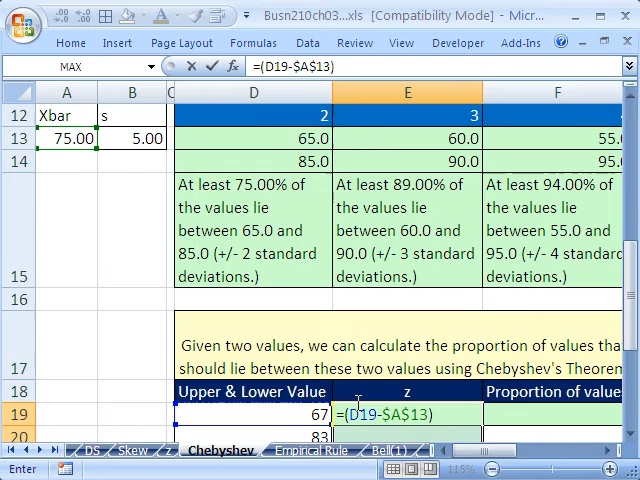 Busn210ch03...xls [Compatibility Mode] - Micr...
Home Insert Page Layout Formulas Data Review View Developer Add-Ins
MAX =(D19-$A$13)
A B C D E F
12 Xbar s 2 3
13 75.00 5.00 65.0 60.0 55.
14 85.0 90.0 95.
At least 75.00% of At least 89.00% of At least 94.00% of
the values lie the values lie the values lie
between 65.0 and between 60.0 and between 55.0 and
85.0 (+/- 2 standard 90.0 (+/- 3 standard 95.0 (+/- 4 standard
15 deviations.) deviations.) deviations.)
16
Given two values, we can calculate the proportion of values tha
17 should lie between these two values using Chebyshev's Theorem
18 Upper & Lower Value z Proportion of values
19 67 =(D19-$A$13)
20 83
DS Skew z Chebyshev Empirical Rule Bell(1)
Enter 115%